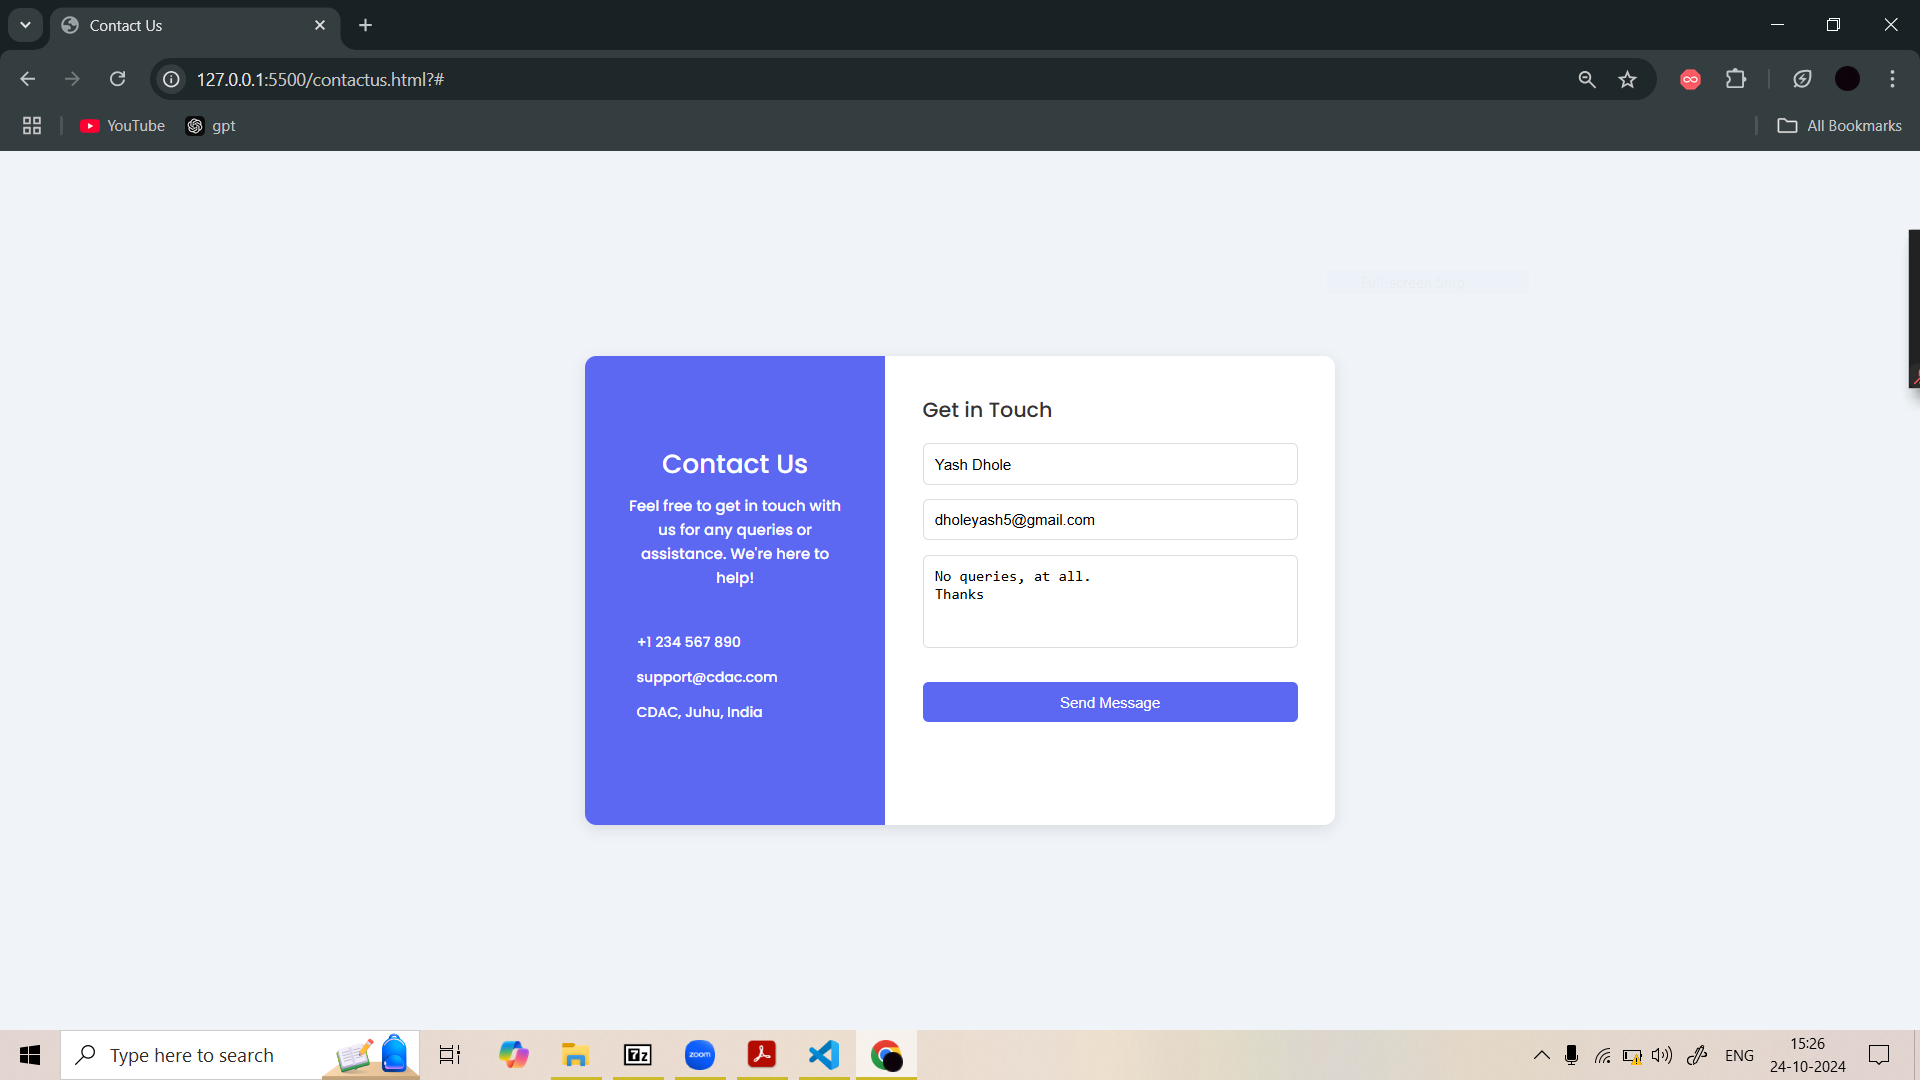 Contact Us
127.0.0.1:5500/contactus.html?#
YouTube
gpt
All Bookmarks
Contact Us
Feel free to get in touch with
us for any queries or
assistance. We're here to
help!
+1 234 567 890
support@cdac.com
CDAC, Juhu, India
Get in Touch
Yash Dhole
dholeyash5@gmail.com
No queries, at all.
Thanks
Send Message
Type here to search
7z
zoom
ENG
15:26
24-10-2024